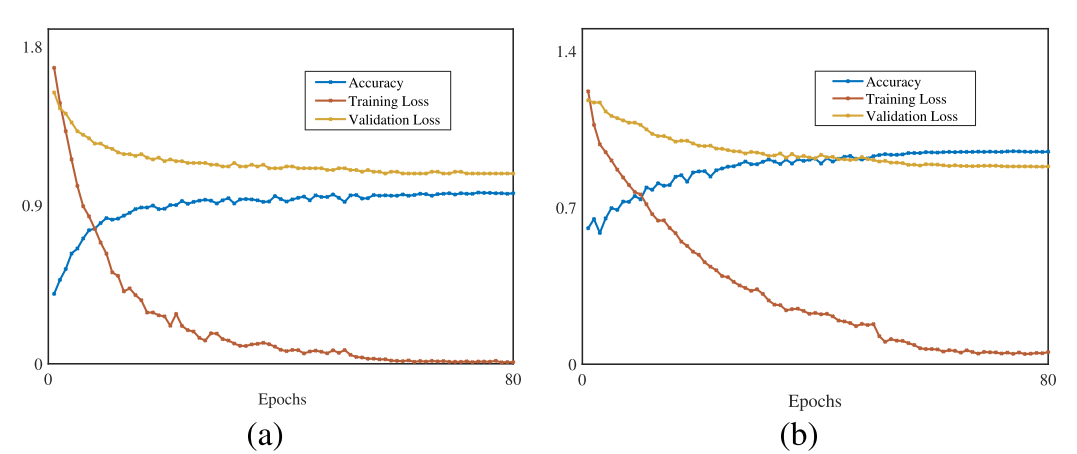 1.8
0.9
0
0
80
Epochs
Accuracy
Training Loss
Validation Loss
(a)
1.4
0.7
0
0
80
Epochs
Accuracy
Training Loss
Validation Loss
(b)